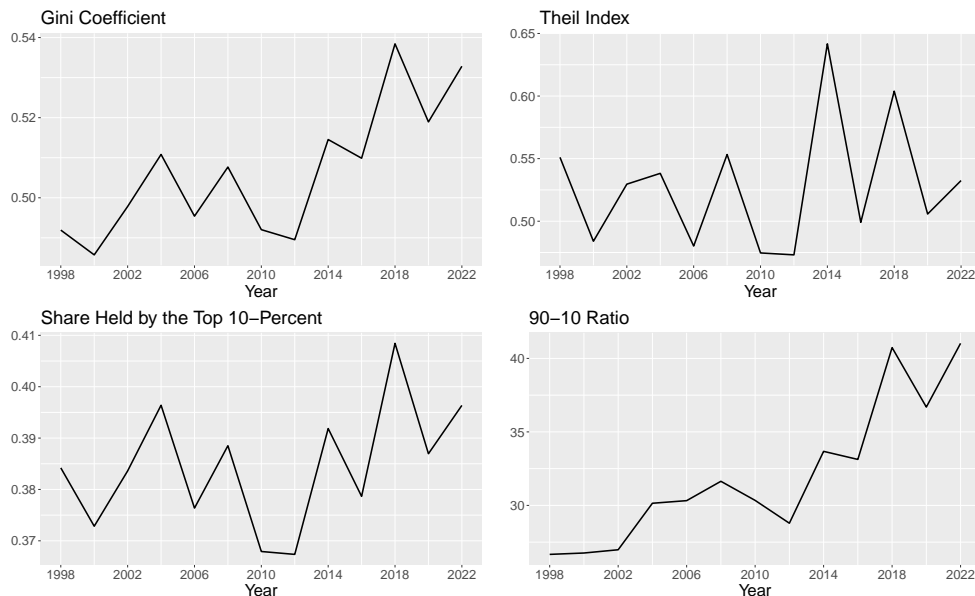 Gini Coefficient
0.54
0.52
0.50
1998 2002 2006 2010 2014 2018 2022
Year
Theil Index
0.65
0.60
0.55
0.50
1998 2002 2006 2010 2014 2018 2022
Year
Share Held by the Top 10−Percent
0.41
0.40
0.39
0.38
0.37
1998 2002 2006 2010 2014 2018 2022
Year
90−10 Ratio
40
35
30
1998 2002 2006 2010 2014 2018 2022
Year